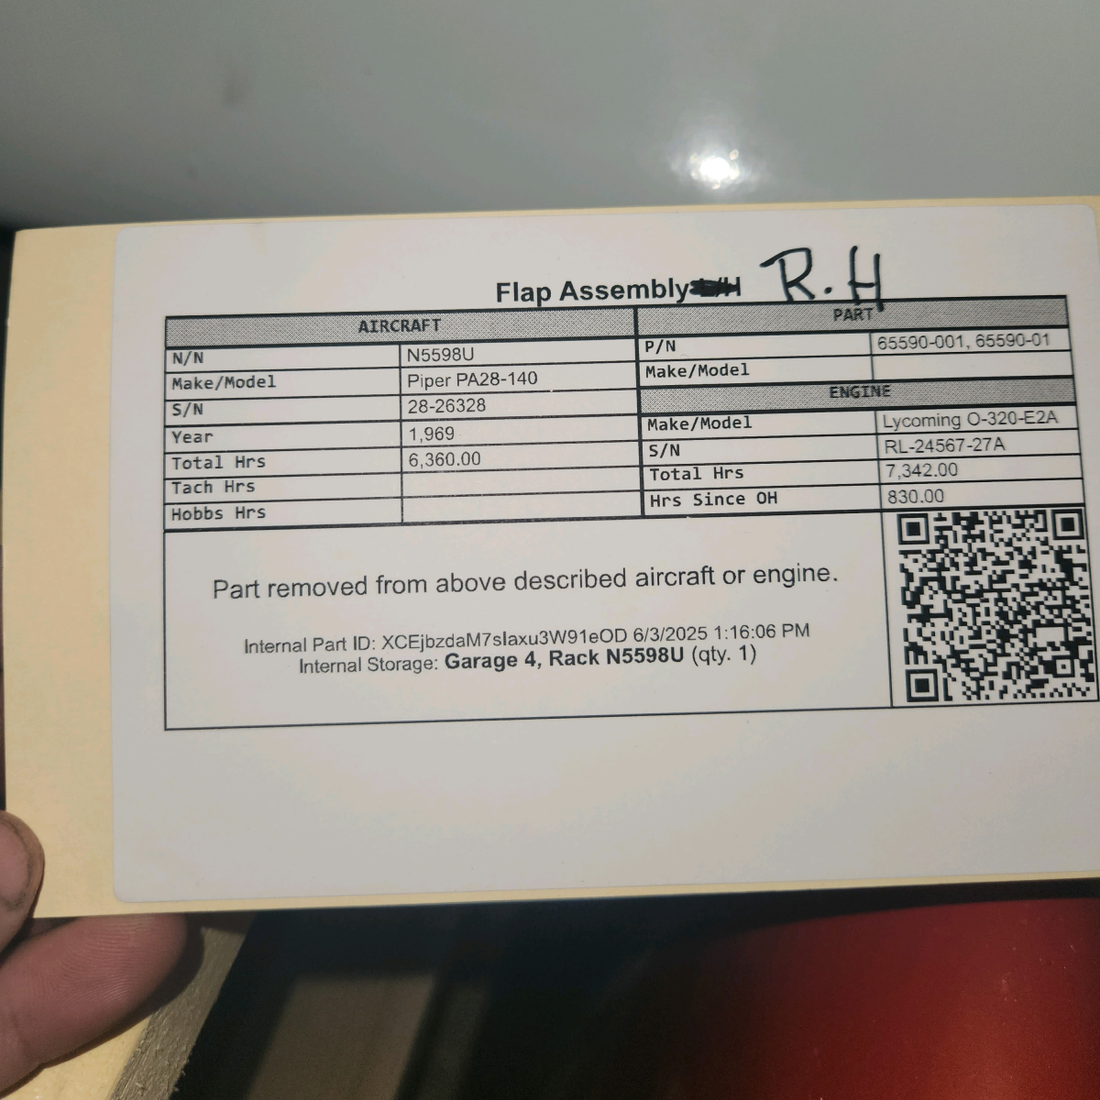 Flap Assembly R.H
AIRCRAFT
N/N N5598U
Make/Model Piper PA28-140
S/N 28-26328
Year 1,969
Total Hrs 6,360.00
Tach Hrs
Hobbs Hrs
PART
P/N 65590-001, 65590-01
Make/Model
ENGINE
Make/Model Lycoming O-320-E2A
S/N RL-24567-27A
Total Hrs 7,342.00
Hrs Since OH 830.00
Part removed from above described aircraft or engine.
Internal Part ID: XCEjbzdaM7slaxu3W91eOD 6/3/2025 1:16:06 PM
Internal Storage: Garage 4, Rack N5598U (qty. 1)